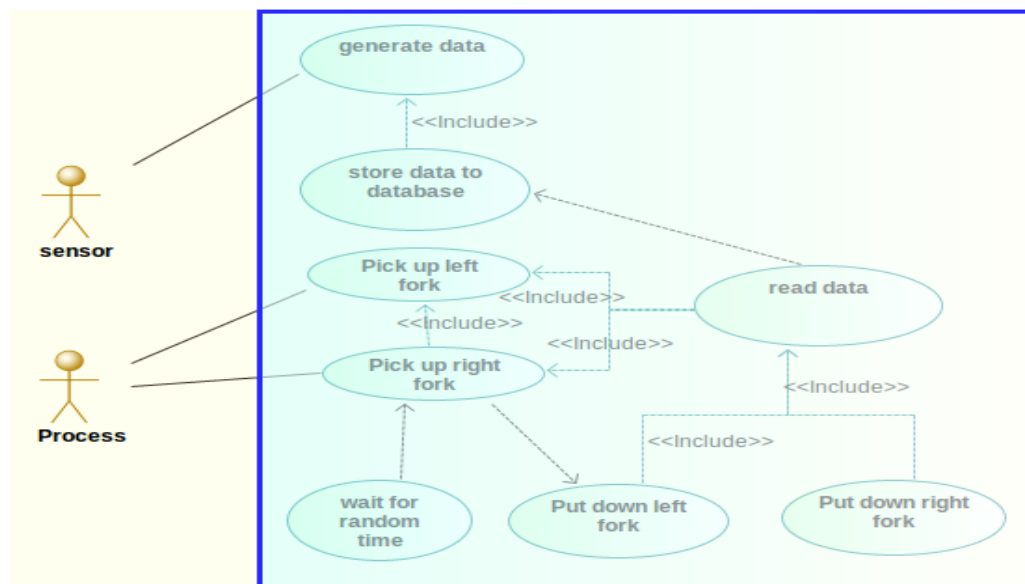 generate data
<<Include>>
store data to
database
sensor
Pick up left
fork
<<Include>>
read data
<<Include>>
<<Include>>
Pick up right
fork
<<Include>>
Process
<<Include>>
wait for
random
time
Put down left
fork
Put down right
fork